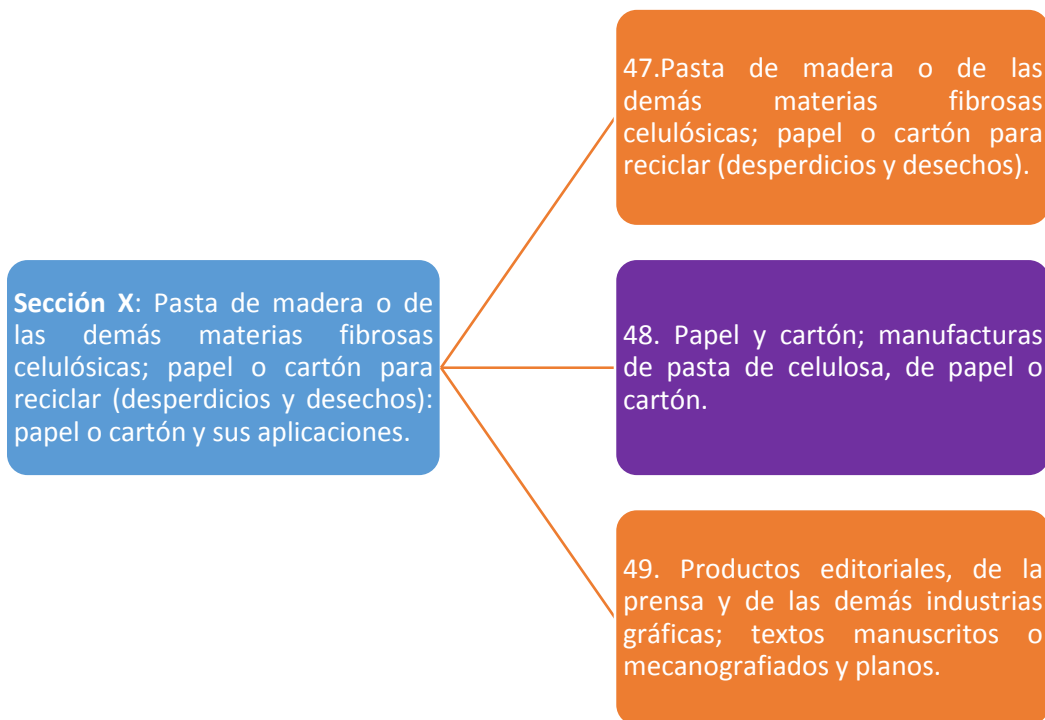 47.Pasta de madera o de las
demás materias fibrosas
celulósicas; papel o cartón para
reciclar (desperdicios y desechos).
Sección X: Pasta de madera o de
las demás materias fibrosas
celulósicas; papel o cartón para
reciclar (desperdicios y desechos):
papel o cartón y sus aplicaciones.
48. Papel y cartón; manufacturas
de pasta de celulosa, de papel o
cartón.
49. Productos editoriales, de la
prensa y de las demás industrias
gráficas; textos manuscritos o
mecanografiados y planos.